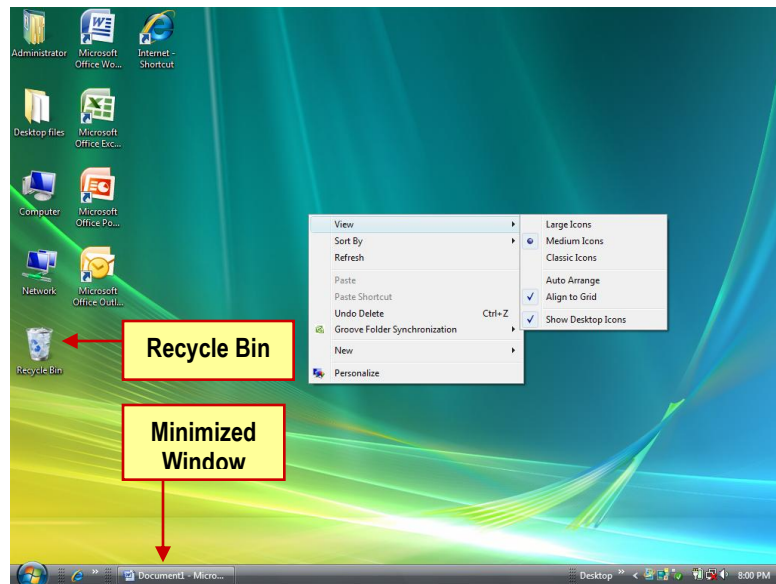 Administrator
Microsoft
Office Wo...
Internet -
Shortcut
Desktop files
Microsoft
Office Exc...
Computer
Microsoft
Office Po...
Network
Microsoft
Office Outl...
Recycle Bin
Recycle Bin
Minimized
Window
View
Sort By
Refresh
Paste
Paste Shortcut
Undo Delete Ctrl+Z
Groove Folder Synchronization
New
Personalize
Large Icons
Medium Icons
Classic Icons
Auto Arrange
Align to Grid
Show Desktop Icons
Document1 - Micro...
Desktop
8:00 PM